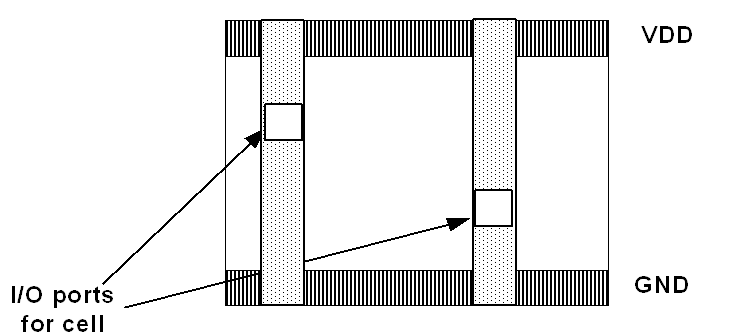 VDD
GND
I/O ports
for cell